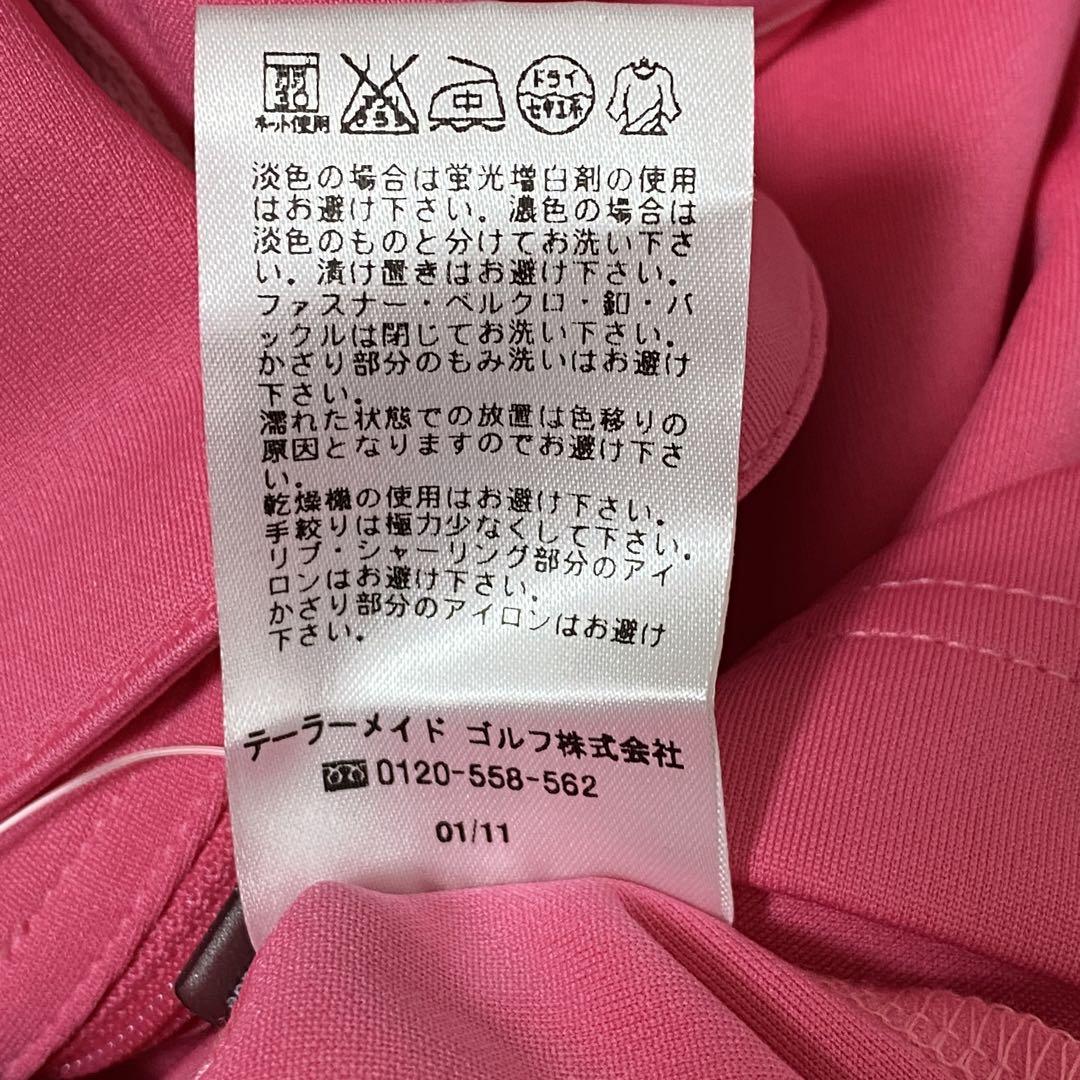 30 中 ドライ
ネット使用 セキユ系
淡色の場合は蛍光増白剤の使用
はお避け下さい。濃色の場合は
淡色のものと分けてお洗い下さ
い。漬け置きはお避け下さい。
ファスナー・ベルクロ・釦・バ
ックルは閉じてお洗い下さい。
かざり部分のもみ洗いはお避け
下さい。
濡れた状態での放置は色移りの
原因となりますのでお避け下さ
い。
乾燥機の使用はお避け下さい。
手絞りは極力少なくして下さい。
リブ・シャーリング部分のアイ
ロンはお避け下さい。
かざり部分のアイロンはお避け
下さい。
テーラーメイド ゴルフ株式会社
0120-558-562
01/11